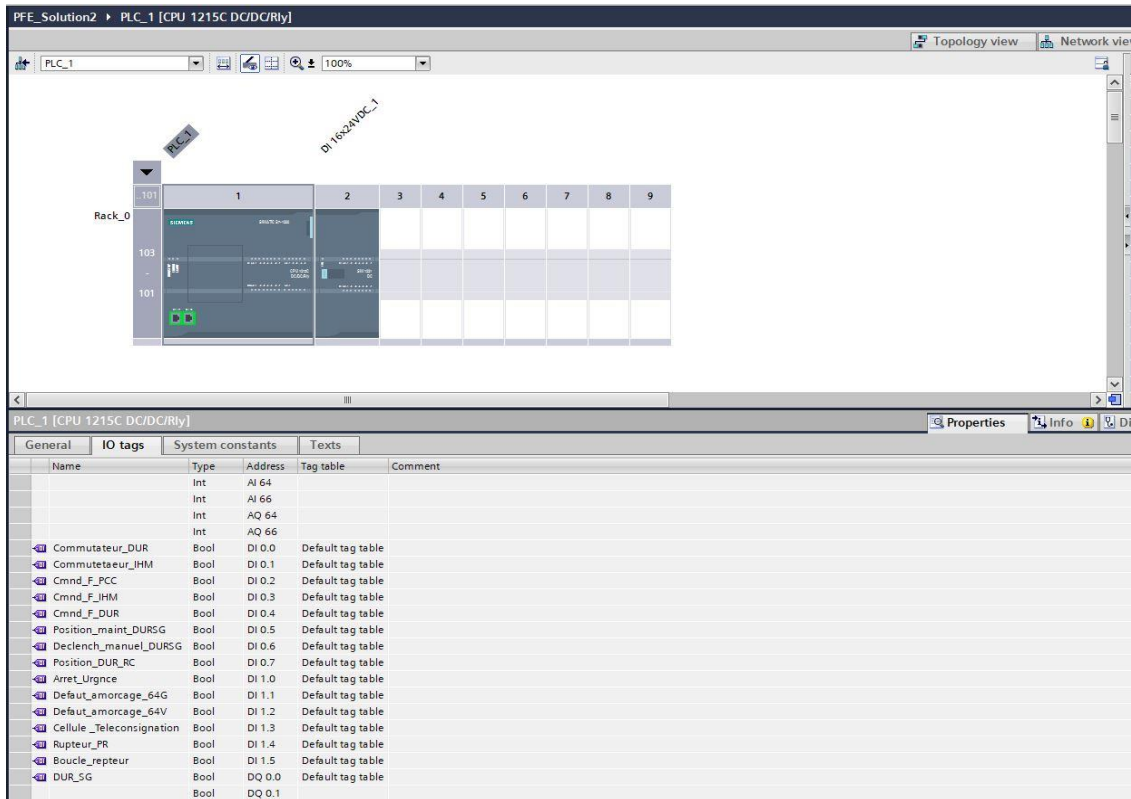 PFE_Solution2 ▸ PLC_1 [CPU 1215C DC/DC/Rly]
Topology view Network vie
PLC_1 100%
PLC_1 DI 16x24VDC_1
..101 1 2 3 4 5 6 7 8 9
Rack_0
SIEMENS
103
-
101
PLC_1 [CPU 1215C DC/DC/Rly]
Properties Info Di
General IO tags System constants Texts
Name Type Address Tag table Comment
Int AI 64
Int AI 66
Int AQ 64
Int AQ 66
Commutateur_DUR Bool DI 0.0 Default tag table
Commutetaeur_IHM Bool DI 0.1 Default tag table
Cmnd_F_PCC Bool DI 0.2 Default tag table
Cmnd_F_IHM Bool DI 0.3 Default tag table
Cmnd_F_DUR Bool DI 0.4 Default tag table
Position_maint_DURSG Bool DI 0.5 Default tag table
Declench_manuel_DURSG Bool DI 0.6 Default tag table
Position_DUR_RC Bool DI 0.7 Default tag table
Arret_Urgnce Bool DI 1.0 Default tag table
Defaut_amorcage_64G Bool DI 1.1 Default tag table
Defaut_amorcage_64V Bool DI 1.2 Default tag table
Cellule _Teleconsignation Bool DI 1.3 Default tag table
Rupteur_PR Bool DI 1.4 Default tag table
Boucle_repteur Bool DI 1.5 Default tag table
DUR_SG Bool DQ 0.0 Default tag table
Bool DQ 0.1